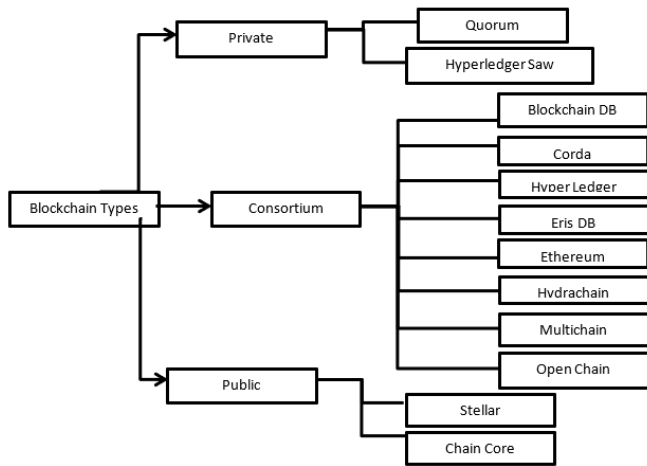 Private
Quorum
Hyperledger Saw
Blockchain Types
Consortium
Blockchain DB
Corda
Hyper Ledger
Eris DB
Ethereum
Hydrachain
Multichain
Open Chain
Public
Stellar
Chain Core